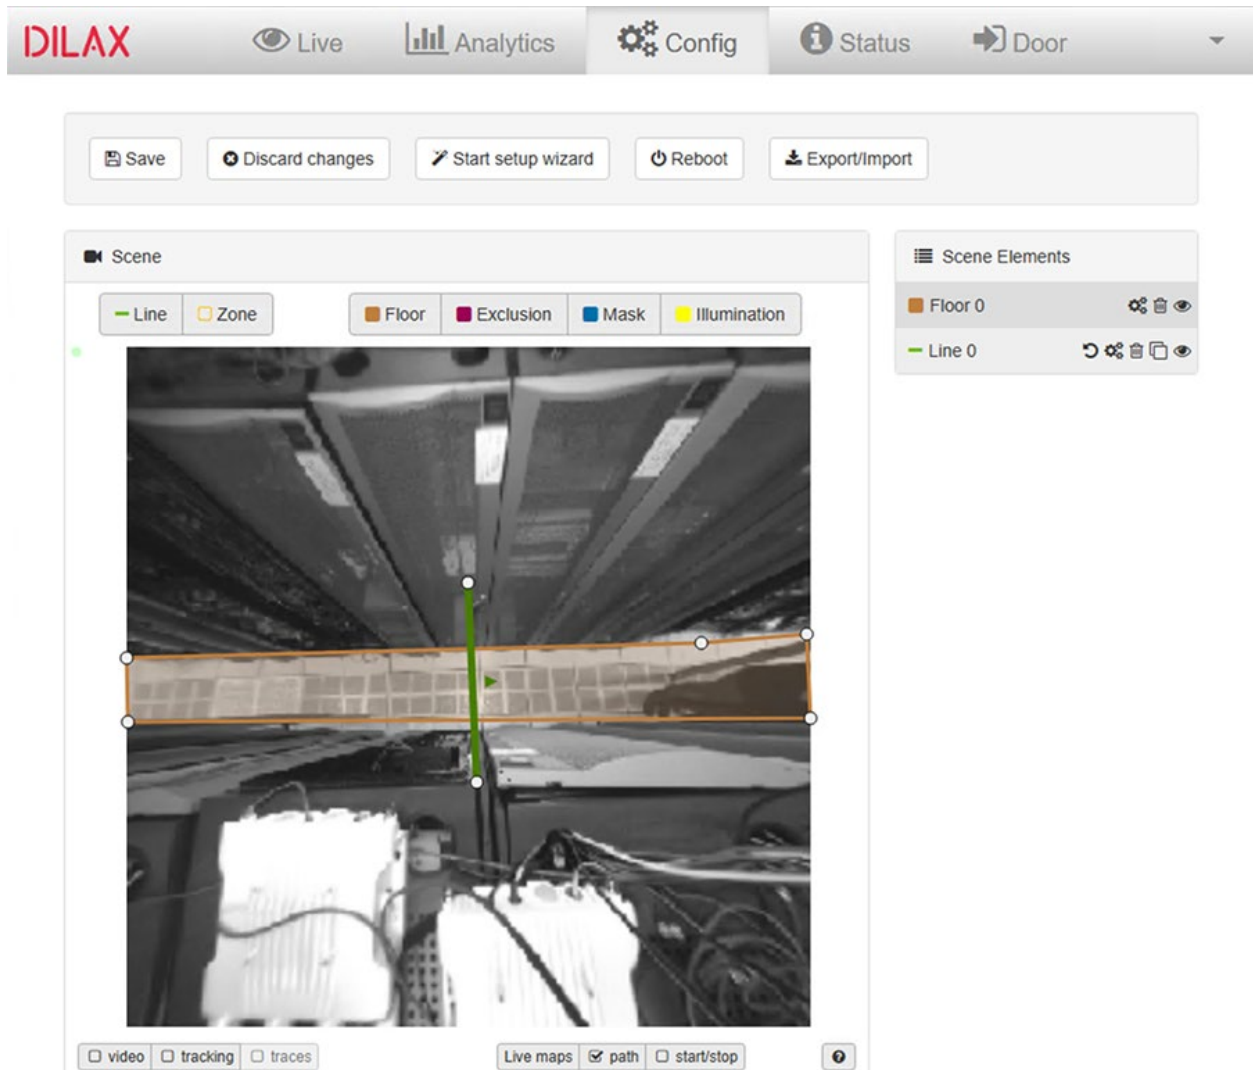 DILAX Live Analytics Config Status Door
Save Discard changes Start setup wizard Reboot Export/Import
Scene
Line Zone Floor Exclusion Mask Illumination
Scene Elements
Floor 0
Line 0
video tracking traces Live maps path start/stop